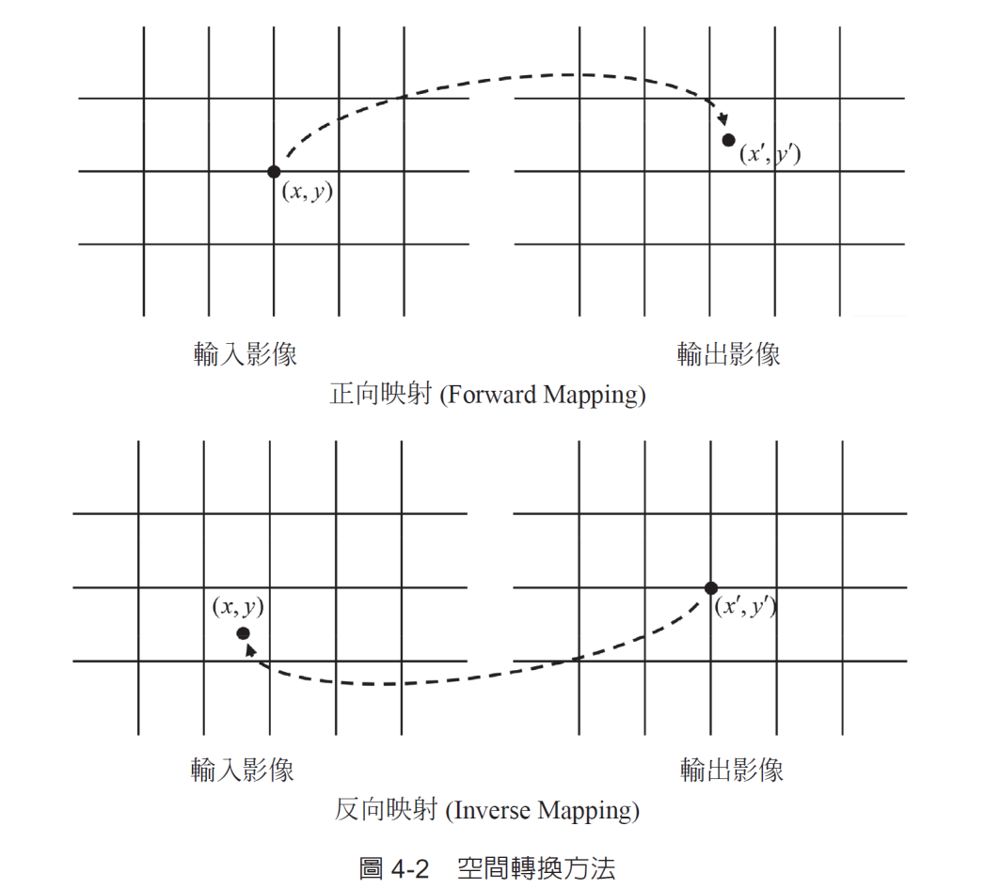 (x, y)
(x′, y′)
輸入影像
輸出影像
正向映射 (Forward Mapping)
(x, y)
(x′, y′)
輸入影像
輸出影像
反向映射 (Inverse Mapping)
圖 4-2 空間轉換方法